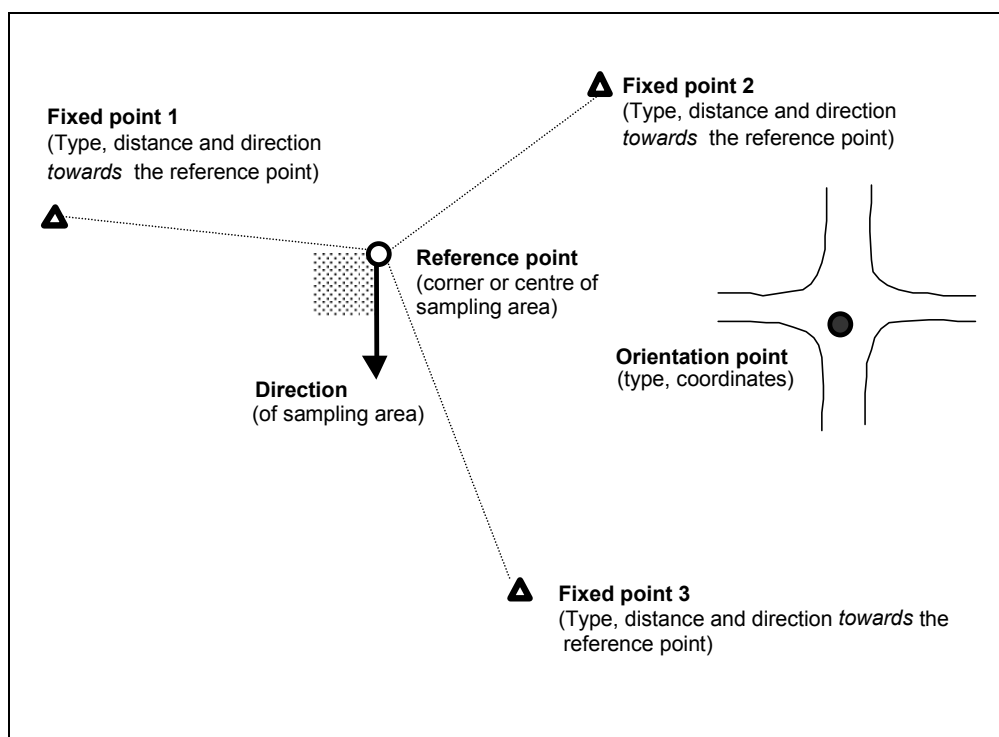 Fixed point 1
(Type, distance and direction
towards the reference point)
Fixed point 2
(Type, distance and direction
towards the reference point)
Reference point
(corner or centre of
sampling area)
Orientation point
(type, coordinates)
Direction
(of sampling area)
Fixed point 3
(Type, distance and direction towards the
reference point)